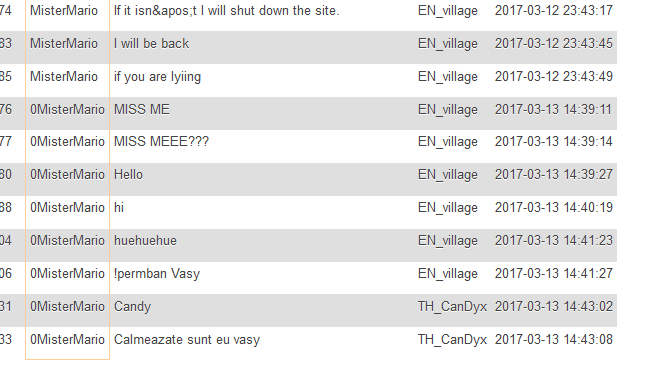 74 MisterMario If it isn&apos;t I will shut down the site. EN_village 2017-03-12 23:43:17
83 MisterMario I will be back EN_village 2017-03-12 23:43:45
85 MisterMario if you are lyiing EN_village 2017-03-12 23:43:49
76 0MisterMario MISS ME EN_village 2017-03-13 14:39:11
77 0MisterMario MISS MEEE??? EN_village 2017-03-13 14:39:14
80 0MisterMario Hello EN_village 2017-03-13 14:39:27
88 0MisterMario hi EN_village 2017-03-13 14:40:19
04 0MisterMario huehuehue EN_village 2017-03-13 14:41:23
06 0MisterMario !permban Vasy EN_village 2017-03-13 14:41:27
31 0MisterMario Candy TH_CanDyx 2017-03-13 14:43:02
33 0MisterMario Calmeazate sunt eu vasy TH_CanDyx 2017-03-13 14:43:08